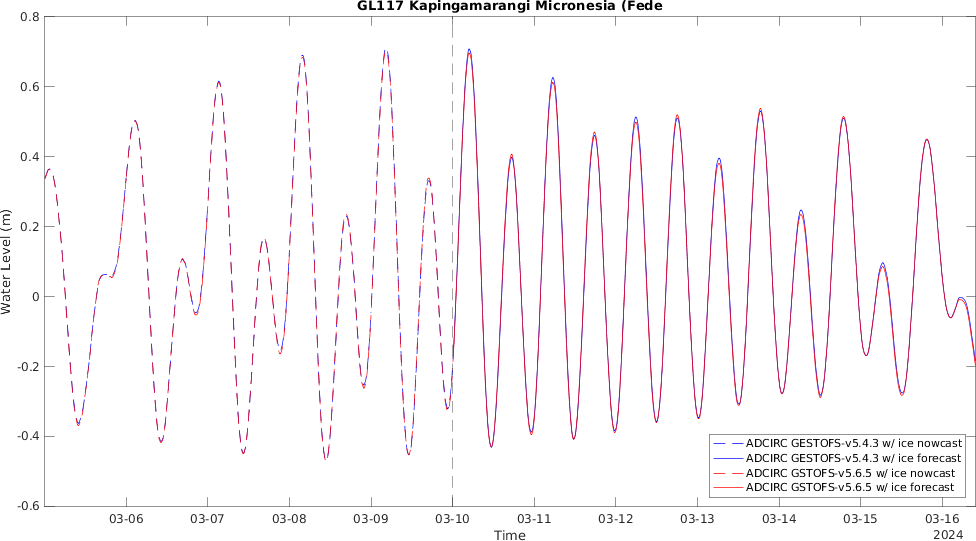 GL117 Kapingamarangi Micronesia (Fede
0.8
0.6
0.4
0.2
0
-0.2
-0.4
-0.6
Water Level (m)
ADCIRC GESTOFS-v5.4.3 w/ ice nowcast
ADCIRC GESTOFS-v5.4.3 w/ ice forecast
ADCIRC GSTOFS-v5.6.5 w/ ice nowcast
ADCIRC GSTOFS-v5.6.5 w/ ice forecast
03-06 03-07 03-08 03-09 03-10 03-11 03-12 03-13 03-14 03-15 03-16
Time 2024